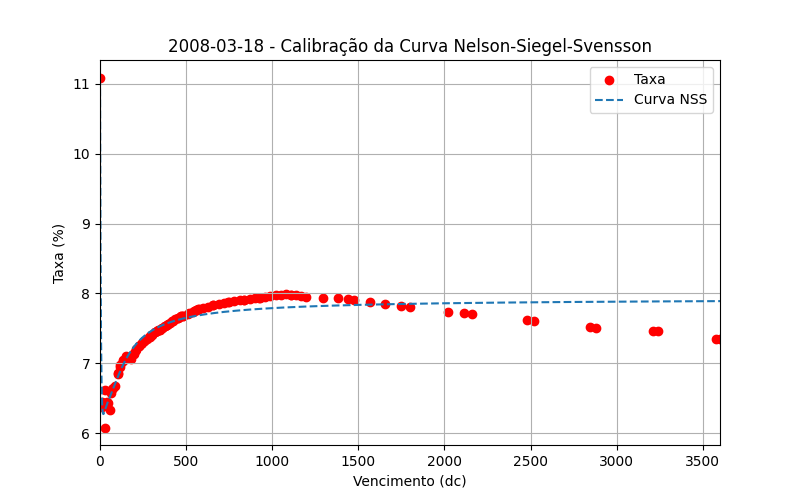 2008-03-18 - Calibração da Curva Nelson-Siegel-Svensson
Taxa
Curva NSS
Taxa (%)
11
10
9
8
7
6
0 500 1000 1500 2000 2500 3000 3500
Vencimento (dc)